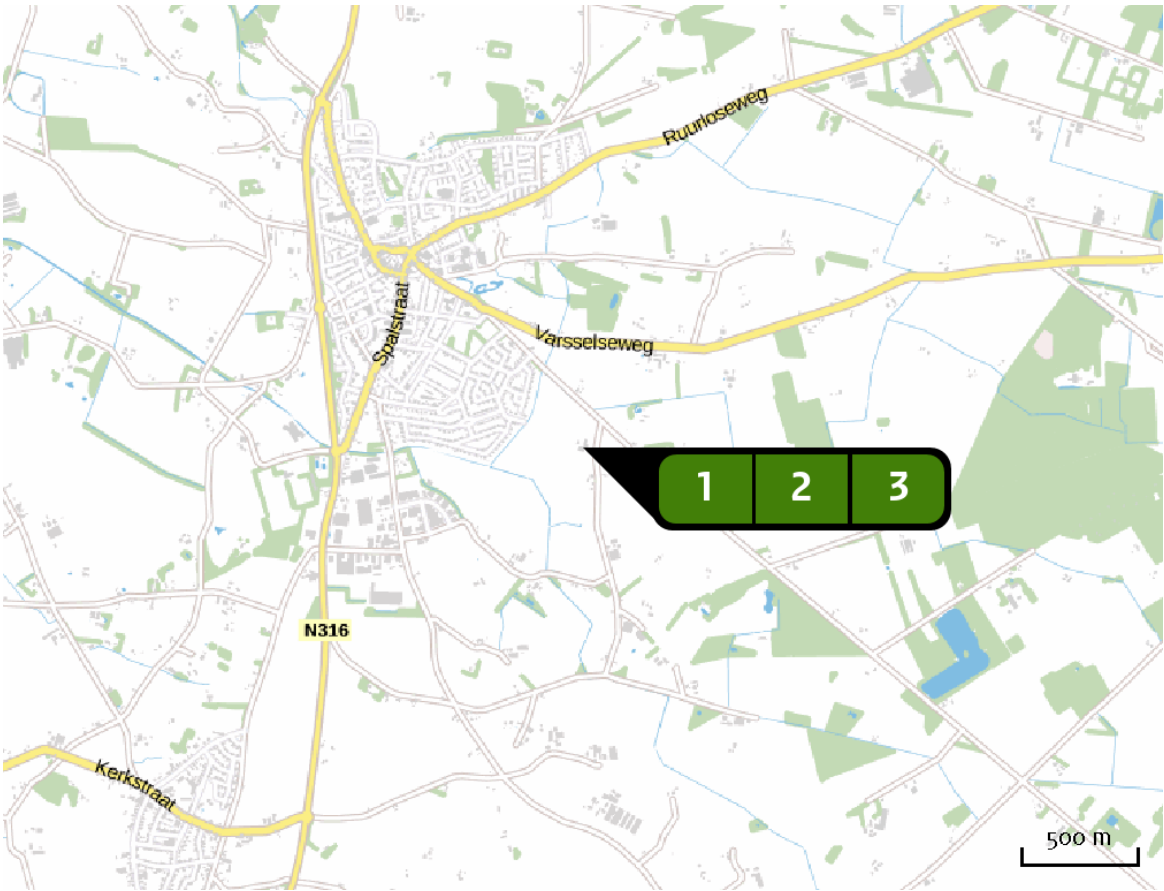 Ruurloseweg
Spalstraat
Varsselseweg
1 2 3
N316
Kerkstraat
500 m